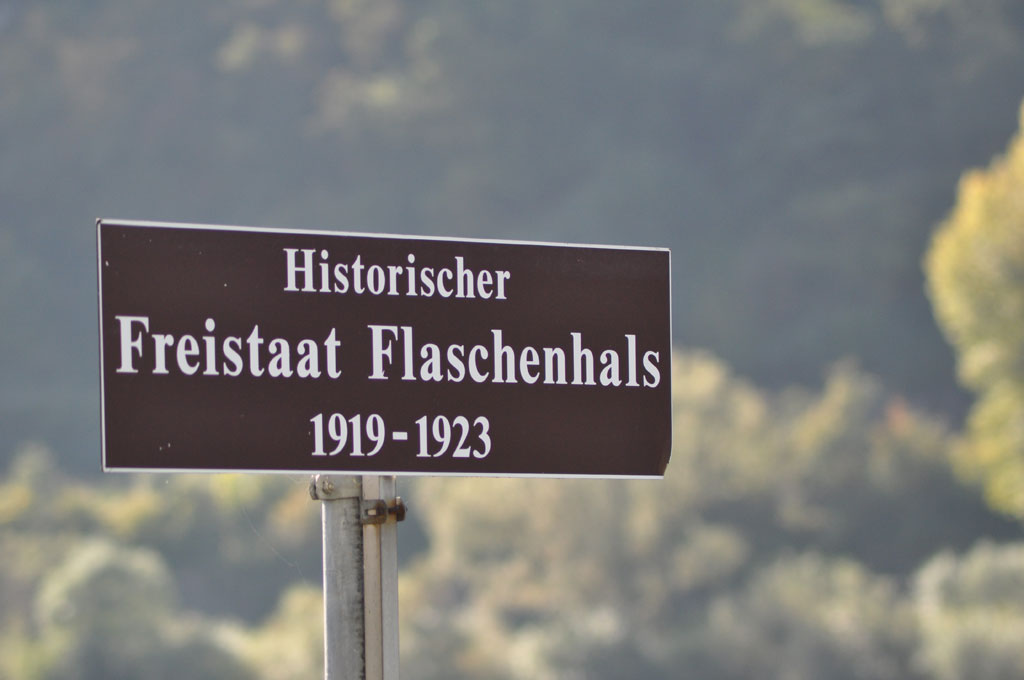 Historischer
Freistaat Flaschenhals
1919-1923